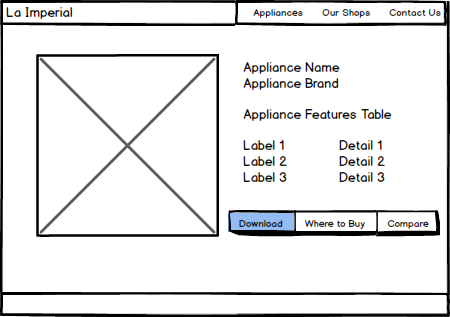 La Imperial
Appliances Our Shops Contact Us
Appliance Name
Appliance Brand
Appliance Features Table
Label 1 Detail 1
Label 2 Detail 2
Label 3 Detail 3
Download Where to Buy Compare